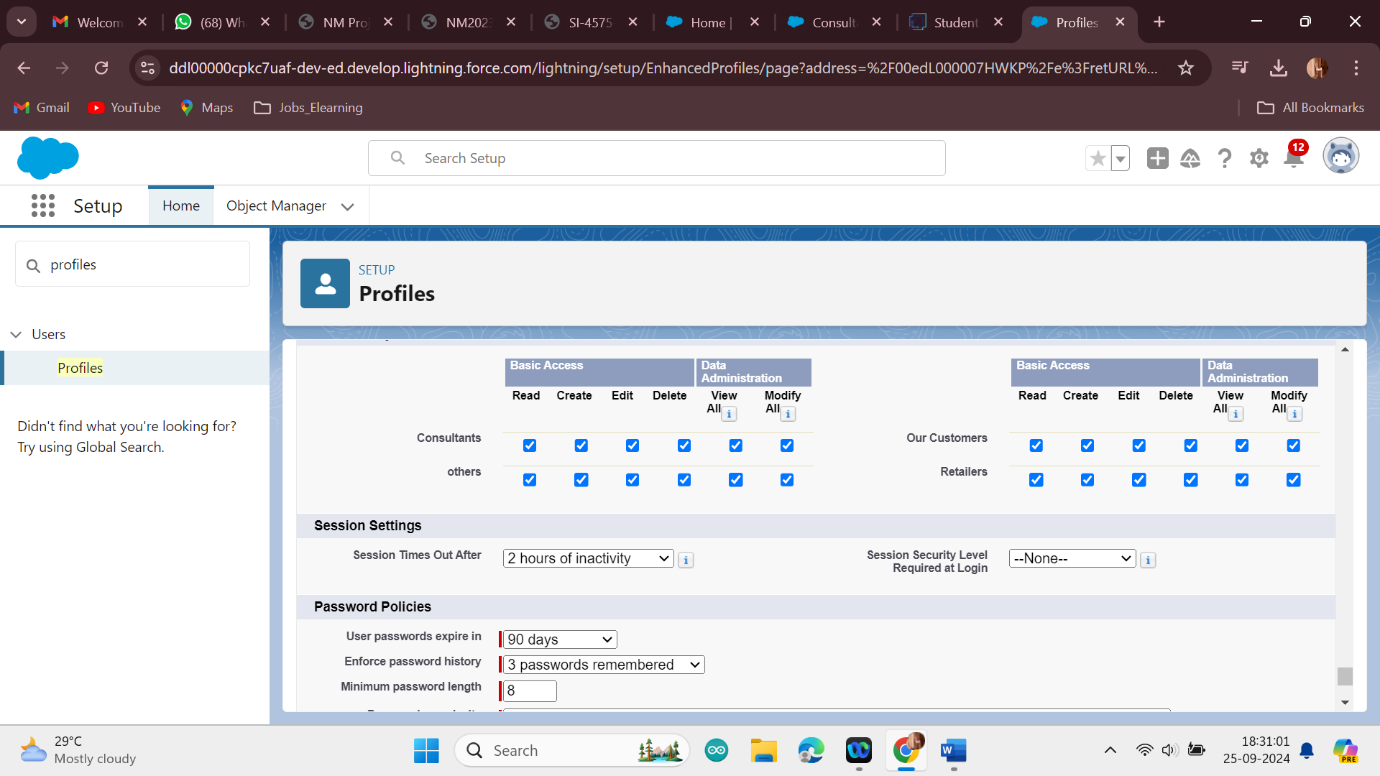 Welcom
(68) Wh
NM Pro
NM202
SI-4575
Home |
Consult
Student
Profiles
ddl00000cpkc7uaf-dev-ed.develop.lightning.force.com/lightning/setup/EnhancedProfiles/page?address=%2F00edL000007HWKP%2Fe%3FretURL%...
Gmail
YouTube
Maps
Jobs_Elearning
All Bookmarks
Search Setup
12
Setup
Home
Object Manager
profiles
Users
Profiles
Didn't find what you're looking for?
Try using Global Search.
SETUP
Profiles
Basic Access
Data Administration
Read Create Edit Delete View All Modify All
Consultants
others
Basic Access
Data Administration
Read Create Edit Delete View All Modify All
Our Customers
Retailers
Session Settings
Session Times Out After 2 hours of inactivity
Session Security Level Required at Login --None--
Password Policies
User passwords expire in 90 days
Enforce password history 3 passwords remembered
Minimum password length 8
29°C
Mostly cloudy
Search
18:31:01
25-09-2024
PRE